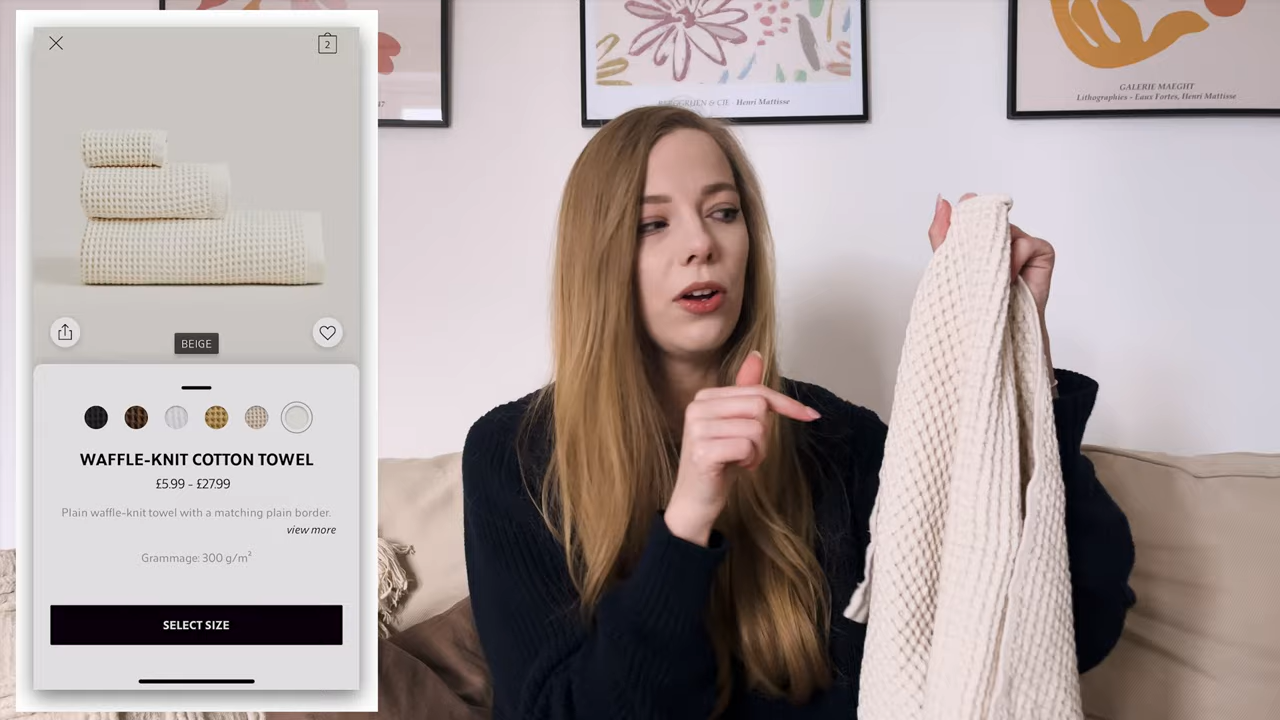 2
BEIGE
WAFFLE-KNIT COTTON TOWEL
£5.99 - £27.99
Plain waffle-knit towel with a matching plain border.
view more
Grammage: 300 g/m²
SELECT SIZE
& CIE - Henri Mattisse
GALERIE MAEGHT
Lithographies - Eaux Fortes, Henri Mattisse